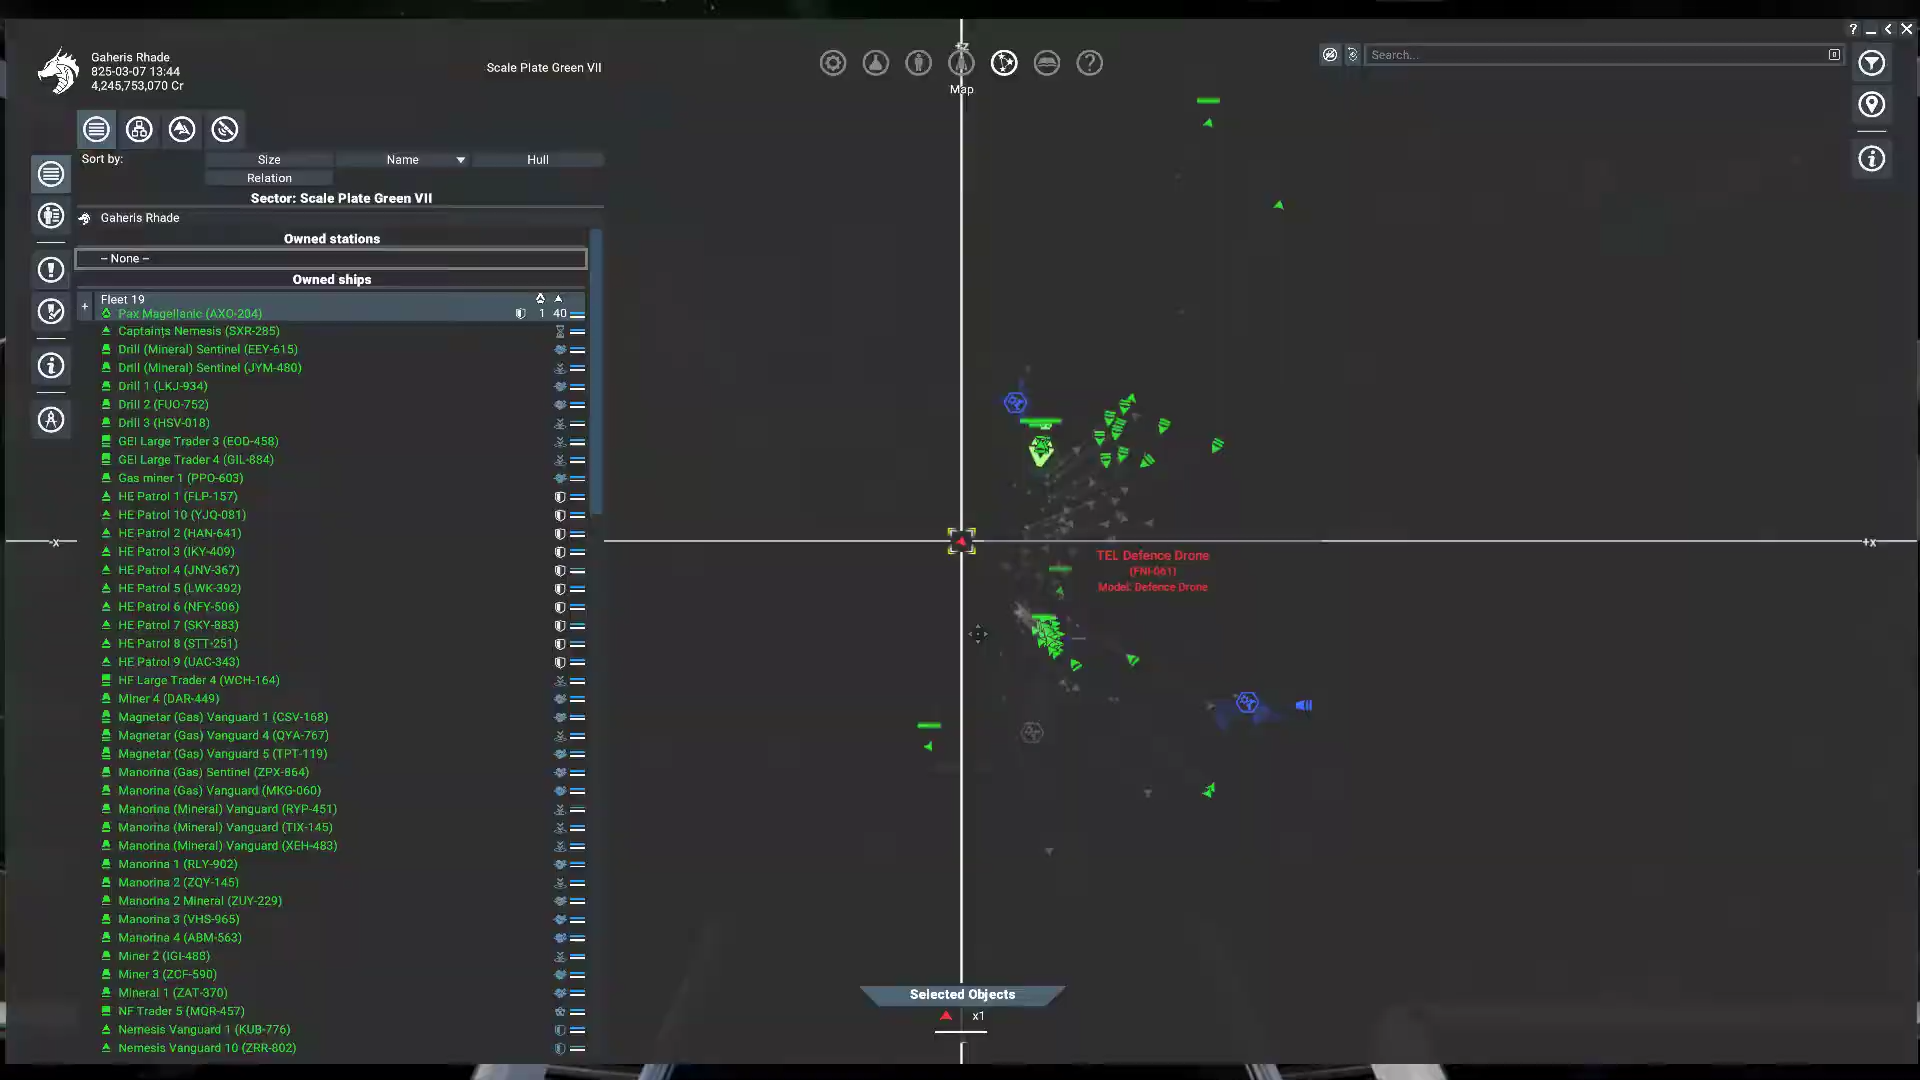 Gaheris Rhade
825-03-07 13:44
4,245,753,070 Cr
Scale Plate Green VII
Map
Search...
?
Sort by:
Size
Name
Hull
Relation
Sector: Scale Plate Green VII
Gaheris Rhade
Owned stations
-- None --
Owned ships
Fleet 19
Pax Magellanic (AXO-204) 1 40
Captaints Nemesis (SXR-285)
Drill (Mineral) Sentinel (EEY-615)
Drill (Mineral) Sentinel (JYM-480)
Drill 1 (LKJ-934)
Drill 2 (FUO-752)
Drill 3 (HSV-018)
GEI Large Trader 3 (EOD-458)
GEI Large Trader 4 (GIL-884)
Gas miner 1 (PPO-603)
HE Patrol 1 (FLP-157)
HE Patrol 10 (YJQ-081)
HE Patrol 2 (HAN-641)
HE Patrol 3 (IKY-409)
HE Patrol 4 (JNV-367)
HE Patrol 5 (LWK-392)
HE Patrol 6 (NFY-506)
HE Patrol 7 (SKY-883)
HE Patrol 8 (STT-251)
HE Patrol 9 (UAC-343)
HF Large Trader 4 (WCH-164)
Miner 4 (DAR-449)
Magnetar (Gas) Vanguard 1 (CSV-168)
Magnetar (Gas) Vanguard 4 (QYA-767)
Magnetar (Gas) Vanguard 5 (TPT-119)
Manorina (Gas) Sentinel (ZPX-864)
Manorina (Gas) Vanguard (MKG-060)
Manorina (Mineral) Vanguard (RYP-451)
Manorina (Mineral) Vanguard (TIX-145)
Manorina (Mineral) Vanguard (XEH-483)
Manorina 1 (RLY-902)
Manorina 2 (ZQY-145)
Manorina 2 Mineral (ZUY-229)
Manorina 3 (VHS-965)
Manorina 4 (ABM-563)
Miner 2 (IGI-488)
Miner 3 (ZCF-590)
Mineral 1 (ZAT-370)
NF Trader 5 (MQR-457)
Nemesis Vanguard 1 (KUB-776)
Nemesis Vanguard 10 (ZRR-802)
-x
+x
TEL Defence Drone
(FNI-061)
Model: Defence Drone
Selected Objects
x1